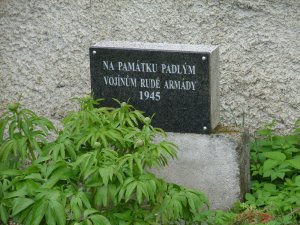 NA PAMÁTKU PADLÝM
VOJÍNŮM RUDÉ ARMÁDY
1945